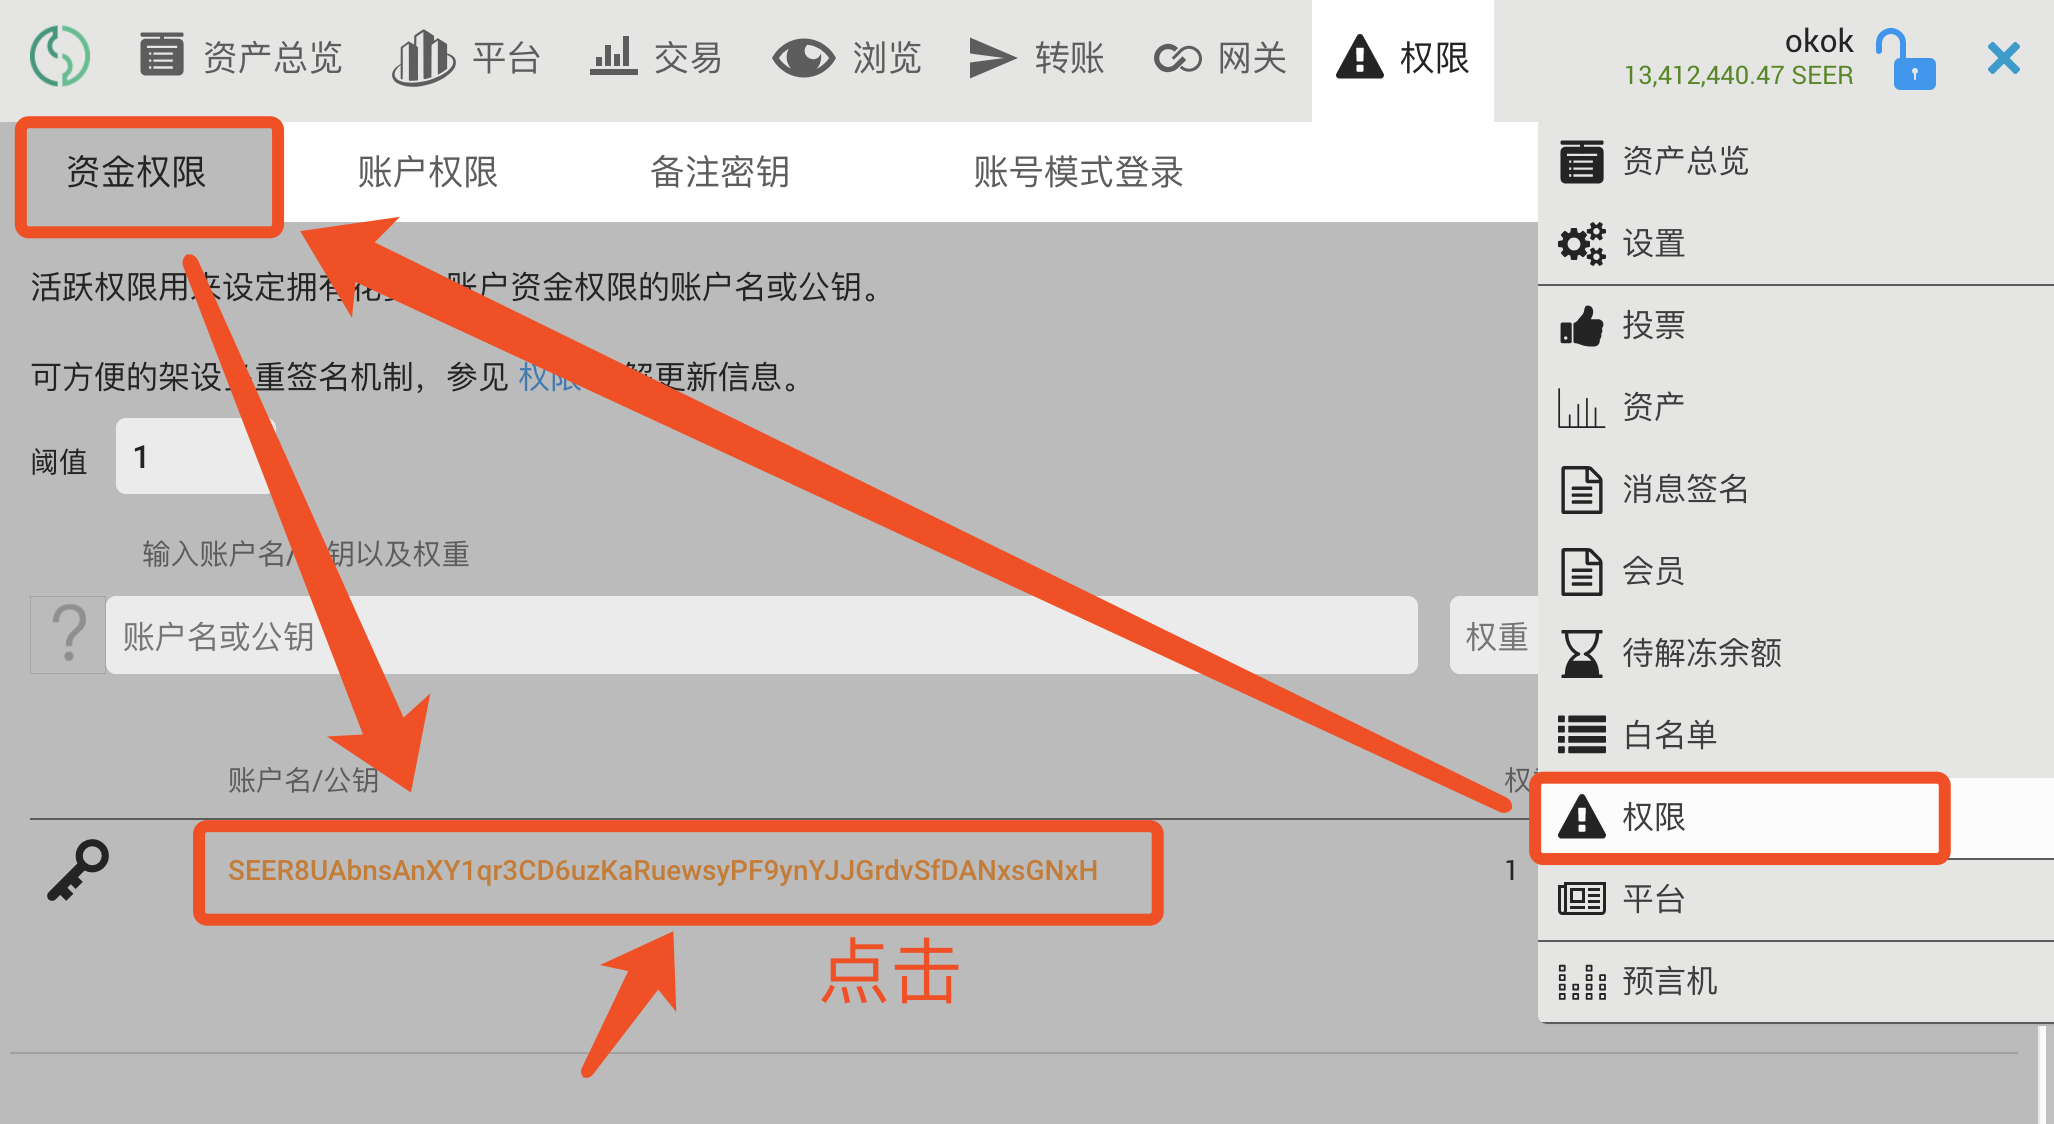 资产总览 平台 交易 浏览 转账 网关 权限 okok
13,412,440.47 SEER
资金权限 账户权限 备注密钥 账号模式登录
活跃权限用来设定拥有花 账户资金权限的账户名或公钥。
可方便的架设多重签名机制，参见 权限 解更新信息。
阈值 1
输入账户名/ 钥以及权重
? 账户名或公钥 权重
账户名/公钥 权
SEER8UAbnsAnXY1qr3CD6uzKaRuewsyPF9ynYJJGrdvSfDANxsGNxH 1
点击
资产总览
设置
投票
资产
消息签名
会员
待解冻余额
白名单
权限
平台
预言机